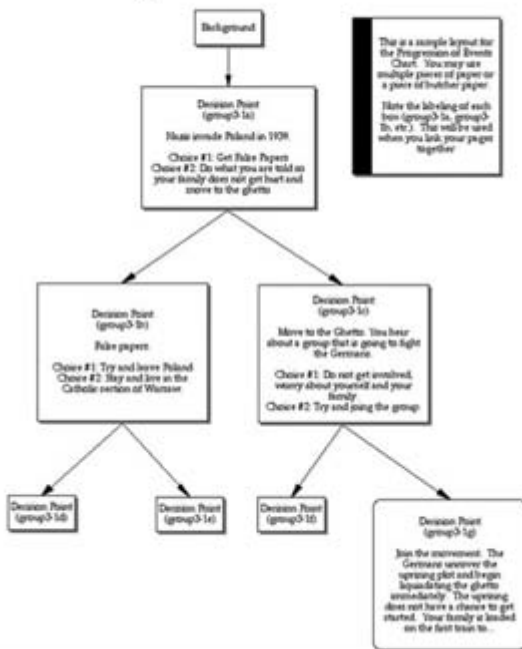 Background
This is a sample layout for
the Progression of Events
Chart. You may use
multiple pieces of paper or
a piece of butcher paper.
Note the labeling of each
box (group3-1a, group3-
1b, etc.). This will be used
when you link your pages
together
Decision Point
(group3-1a)
Nazis invade Poland in 1939.
Choice #1: Get False Papers
Choice #2: Do what you are told so
your family does not get hurt and
move to the ghetto
Decision Point
(group3-1b)
False papers
Choice #1: Try and leave Poland
Choice #2: Stay and live in the
Catholic section of Warsaw
Decision Point
(group3-1c)
Move to the Ghetto. You hear
about a group that is going to fight
the Germans.
Choice #1: Do not get involved,
worry about yourself and your
family
Choice #2: Try and joing the group
Decision Point
(group3-1d)
Decision Point
(group3-1e)
Decision Point
(group3-1f)
Decision Point
(group3-1g)
Join the movement. The
Germans uncover the
uprising plot and begin
liquidating the ghetto
immediately. The uprising
does not have a chance to get
started. Your family is loaded
on the first train to...